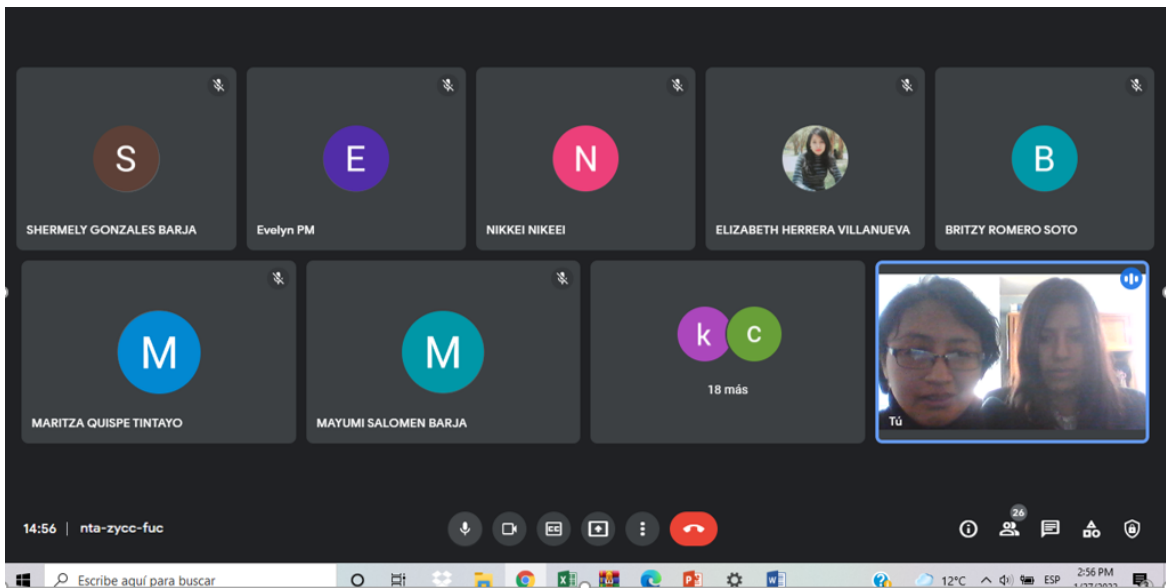 S
E
N
B
SHERMELY GONZALES BARJA
Evelyn PM
NIKKEI NIKEEI
ELIZABETH HERRERA VILLANUEVA
BRITZY ROMERO SOTO
M
M
k c
18 más
MARITZA QUISPE TINTAYO
MAYUMI SALOMEN BARJA
Tú
14:56 | nta-zycc-fuc
26
Escribe aquí para buscar
12°C
ESP
2:56 PM